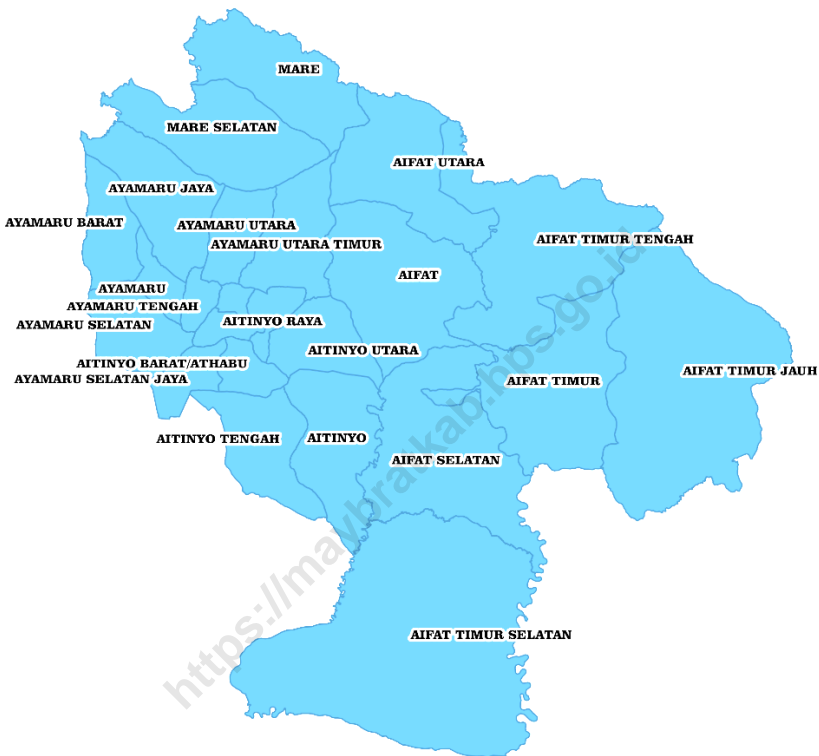 MARE
MARE SELATAN
AIFAT UTARA
AYAMARU JAYA
AYAMARU BARAT
AYAMARU UTARA
AYAMARU UTARA TIMUR
AIFAT TIMUR TENGAH
AIFAT
AYAMARU
AYAMARU TENGAH
AYAMARU SELATAN
AITINYO RAYA
AITINYO UTARA
AITINYO BARAT/ATHABU
AYAMARU SELATAN JAYA
AIFAT TIMUR
AIFAT TIMUR JAUH
AITINYO TENGAH
AITINYO
AIFAT SELATAN
AIFAT TIMUR SELATAN
https://maybratkab.bps.go.id